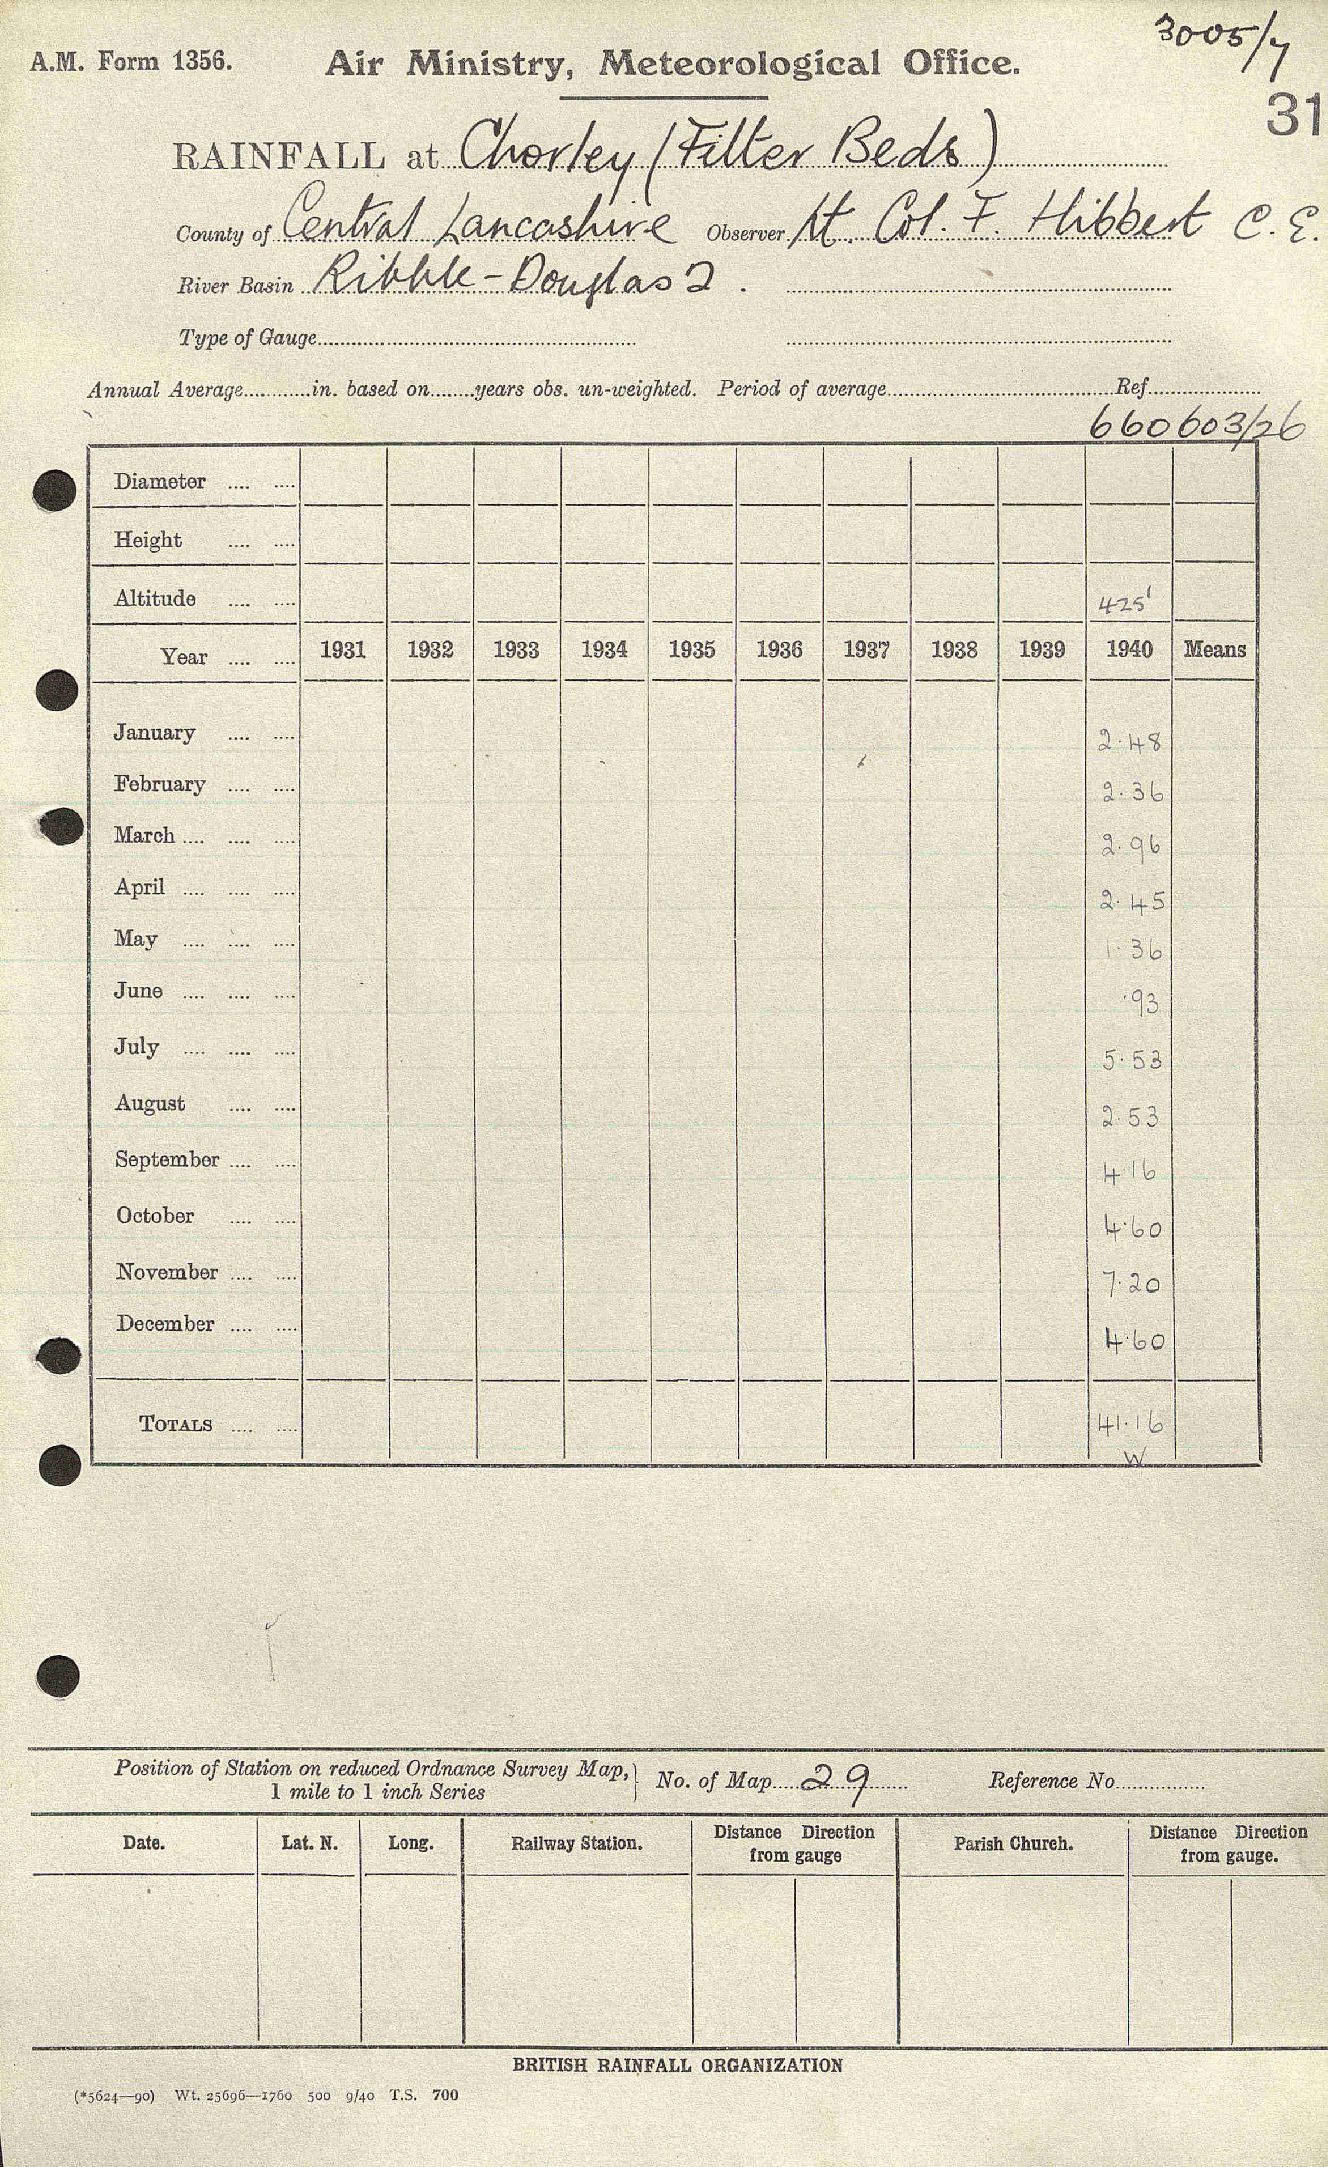 3005/7
A.M. Form 1356. Air Ministry, Meteorological Office.
31
RAINFALL at Chorley (Filter Beds)
County of Central Lancashire Observer Lt. Col. F. Hibbert C.E.
River Basin Ribble - Douglas 2.
Type of Gauge
Annual Average in. based on years obs. un-weighted. Period of average Ref.
660603/26
Diameter
Height
Altitude 425'
Year 1931 1932 1933 1934 1935 1936 1937 1938 1939 1940 Means
January 2.48
February 2.36
March 2.96
April 2.45
May 1.36
June .93
July 5.53
August 2.53
September 4.16
October 4.60
November 7.20
December 4.60
TOTALS 41.16
W
Position of Station on reduced Ordnance Survey Map, } No. of Map 29 Reference No.
1 mile to 1 inch Series
Date. Lat. N. Long. Railway Station. Distance Direction from gauge Parish Church. Distance Direction from gauge.
BRITISH RAINFALL ORGANIZATION
(*5624—90) Wt. 25696—1760 500 9/40 T.S. 700